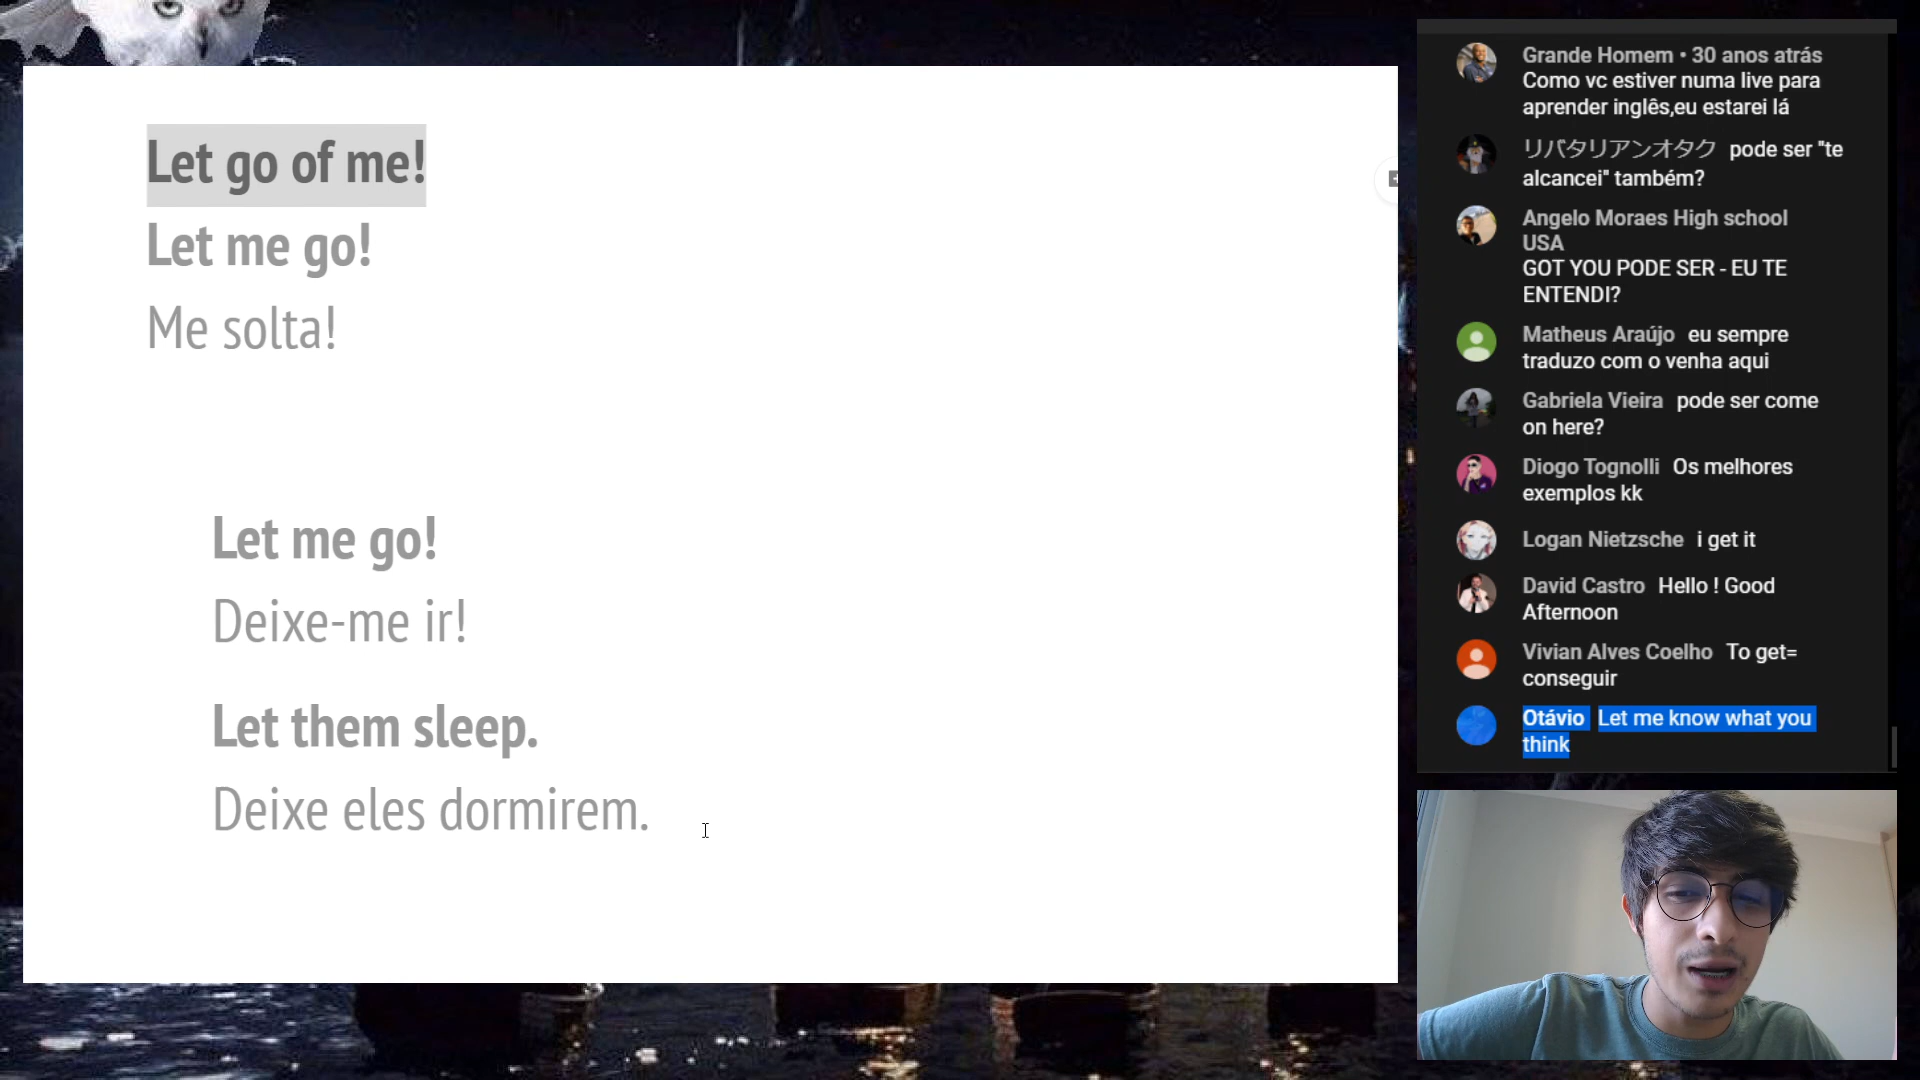 Let go of me!
Let me go!
Me solta!
Let me go!
Deixe-me ir!
Let them sleep.
Deixe eles dormirem.
Grande Homem • 30 anos atrás
Como vc estiver numa live para
aprender inglês,eu estarei lá
リバタリアンオタク pode ser "te
alcancei" também?
Angelo Moraes High school
USA
GOT YOU PODE SER - EU TE
ENTENDI?
Matheus Araújo eu sempre
traduzo com o venha aqui
Gabriela Vieira pode ser come
on here?
Diogo Tognolli Os melhores
exemplos kk
Logan Nietzsche i get it
David Castro Hello ! Good
Afternoon
Vivian Alves Coelho To get=
conseguir
Otávio Let me know what you
think